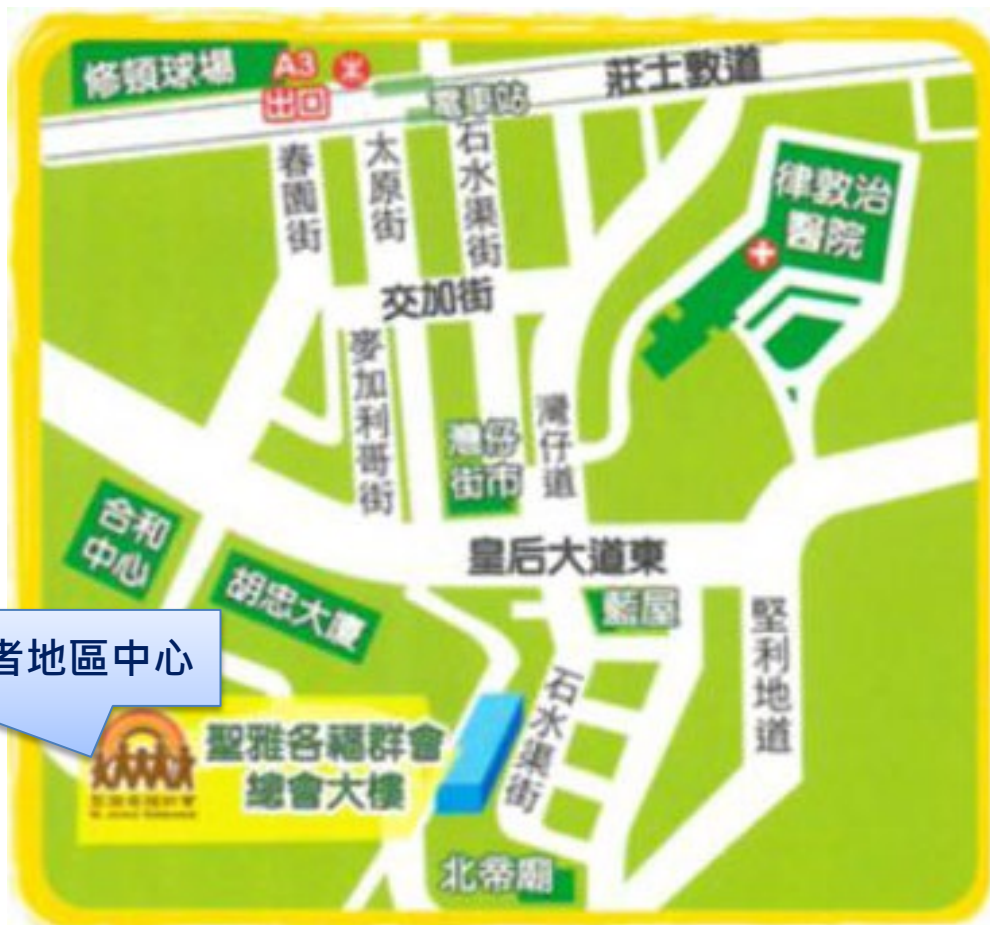 修頓球場
A3
出口
電車站
莊士敦道
春園街
太原街
石水渠街
律敦治
醫院
交加街
麥加利哥街
灣仔
街市
灣仔道
合和
中心
胡忠大廈
皇后大道東
藍屋
堅利地道
者地區中心
聖雅各福群會
總會大樓
石水渠街
北帝廟